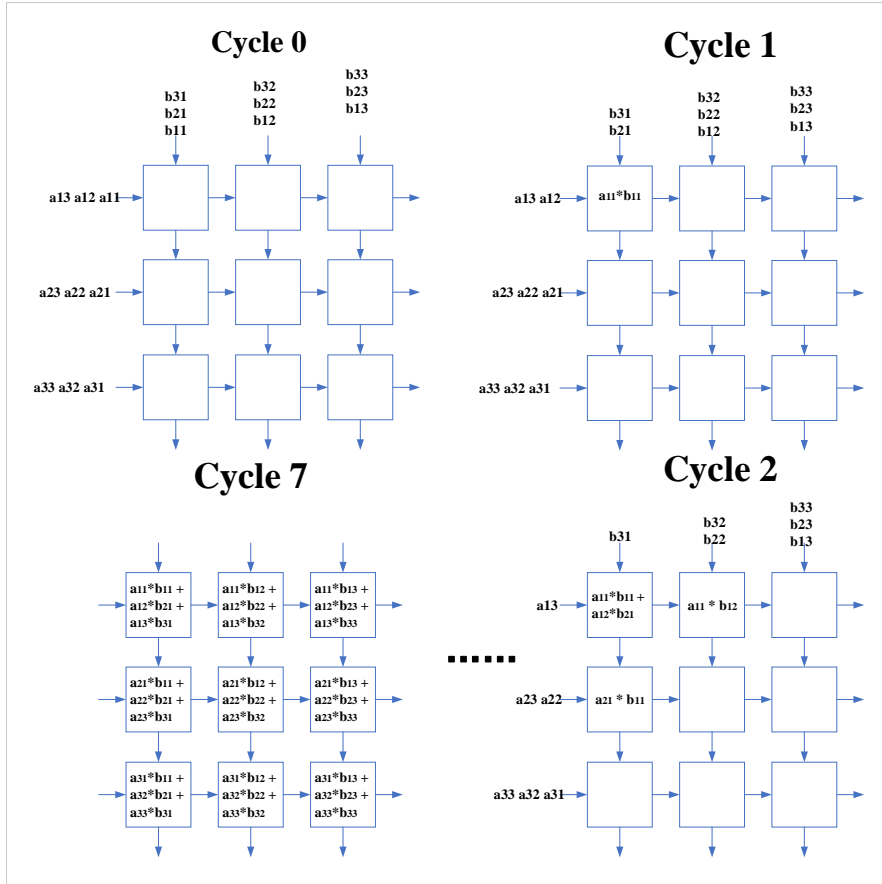 Cycle 0
b31
b21
b11
b32
b22
b12
b33
b23
b13
a13 a12 a11
a23 a22 a21
a33 a32 a31
Cycle 1
b31
b21
b32
b22
b12
b33
b23
b13
a13 a12
a11*b11
a23 a22 a21
a33 a32 a31
Cycle 7
a11*b11 +
a12*b21 +
a13*b31
a11*b12 +
a12*b22 +
a13*b32
a11*b13 +
a12*b23 +
a13*b33
a21*b11 +
a22*b21 +
a23*b31
a21*b12 +
a22*b22 +
a23*b32
a21*b13 +
a22*b23 +
a23*b33
a31*b11 +
a32*b21 +
a33*b31
a31*b12 +
a32*b22 +
a33*b32
a31*b13 +
a32*b23 +
a33*b33
......
Cycle 2
b31
b32
b22
b33
b23
b13
a13
a11*b11 +
a12*b21
a11 * b12
a23 a22
a21 * b11
a33 a32 a31